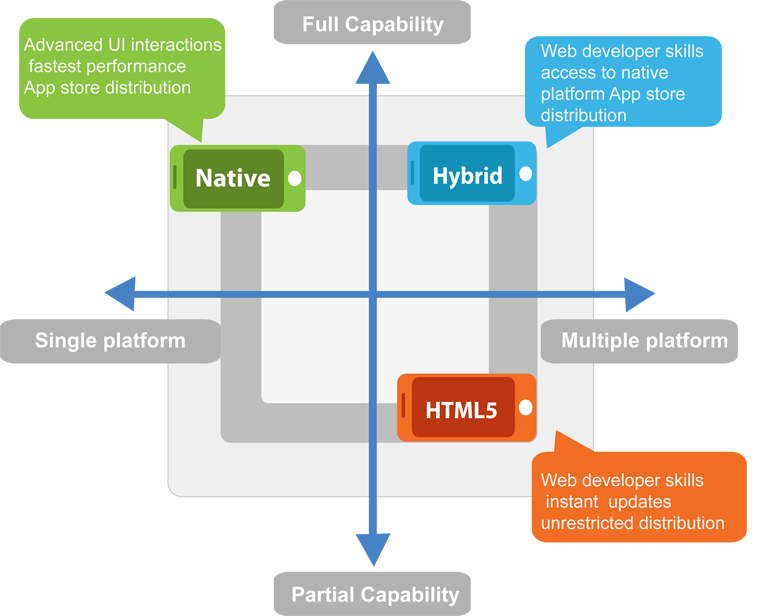 Full Capability
Advanced UI interactions
fastest performance
App store distribution
Web developer skills
access to native
platform App store
distribution
Native
Hybrid
Single platform
Multiple platform
HTML5
Web developer skills
instant updates
unrestricted distribution
Partial Capability